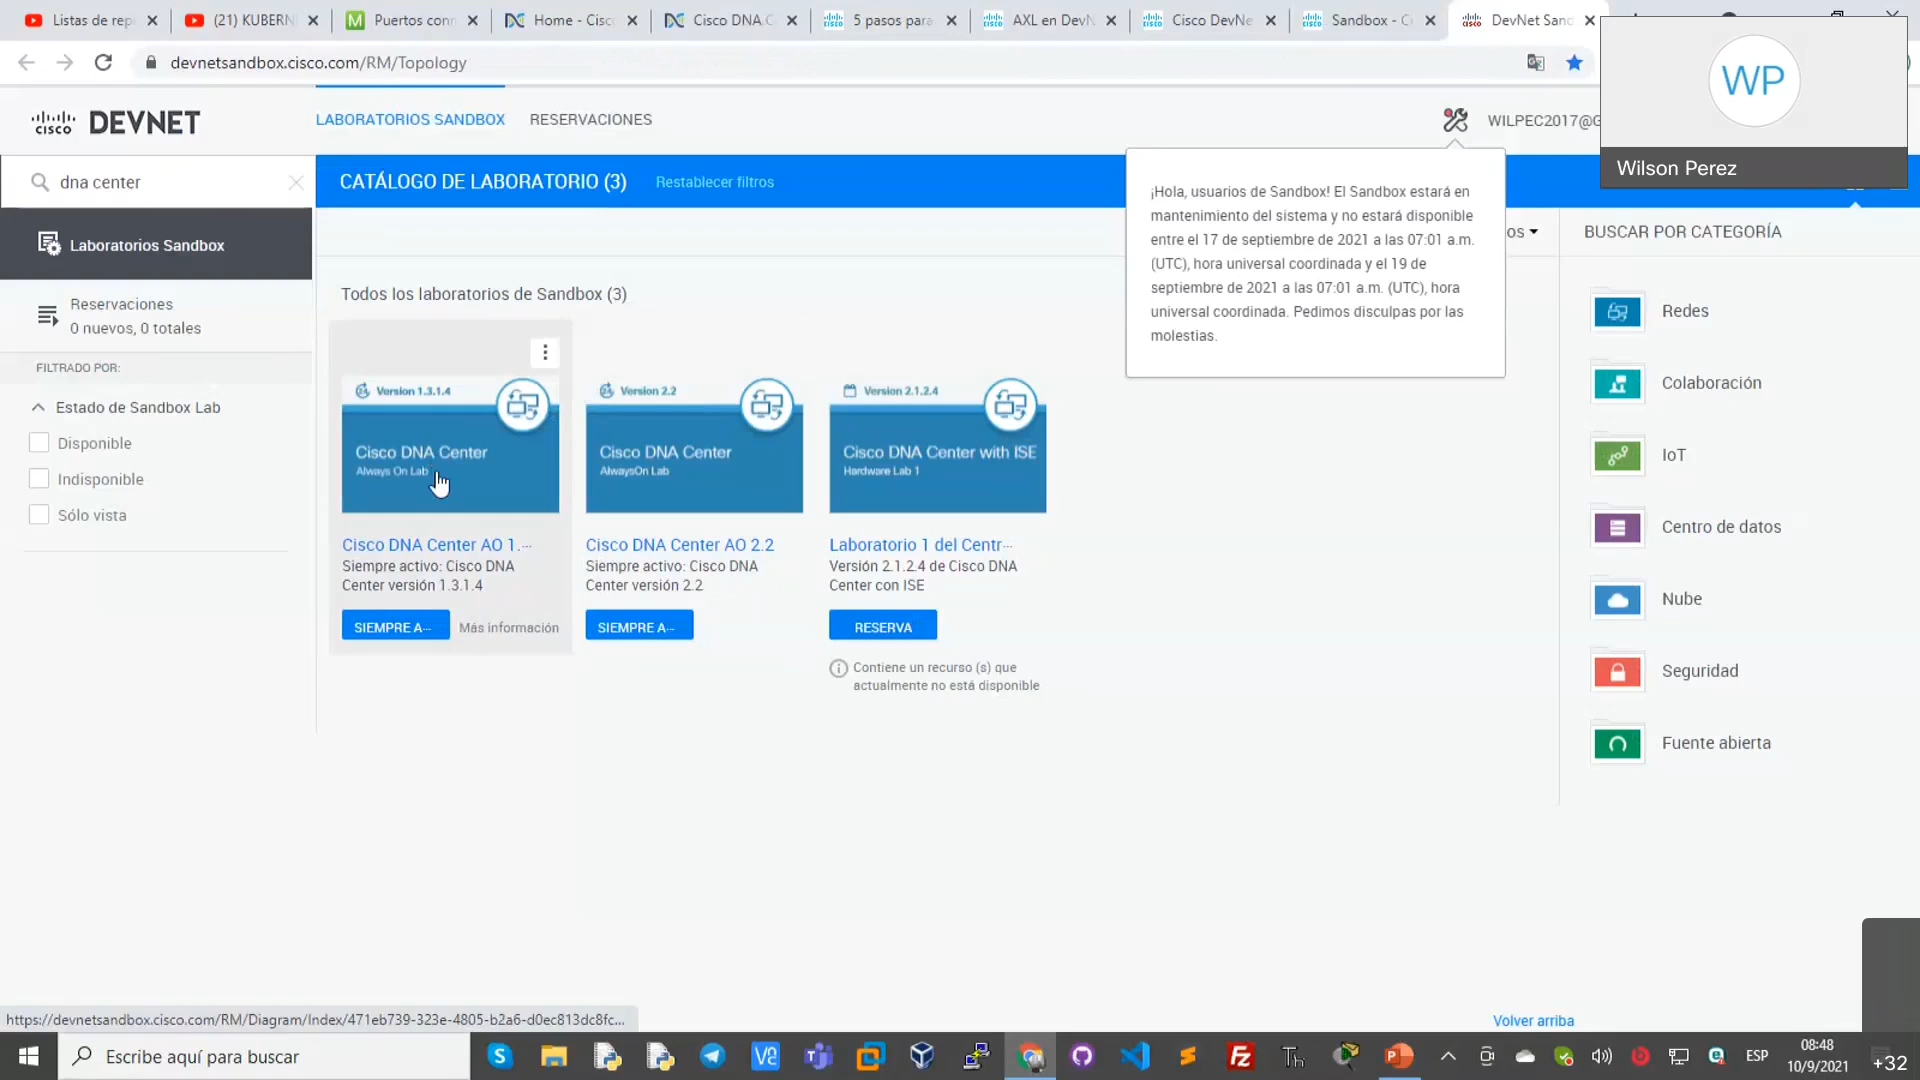 Listas de rep
(21) KUBERN
Puertos con
Home - Cisc
Cisco DNA C
5 pasos para
AXL en DevN
Cisco DevNe
Sandbox - C
DevNet Sand
devnetsandbox.cisco.com/RM/Topology
WP
Wilson Perez
cisco DEVNET
LABORATORIOS SANDBOX
RESERVACIONES
WILPEC2017@G
dna center
CATÁLOGO DE LABORATORIO (3)
Restablecer filtros
¡Hola, usuarios de Sandbox! El Sandbox estará en
mantenimiento del sistema y no estará disponible
entre el 17 de septiembre de 2021 a las 07:01 a.m.
(UTC), hora universal coordinada y el 19 de
septiembre de 2021 a las 07:01 a.m. (UTC), hora
universal coordinada. Pedimos disculpas por las
molestias.
Laboratorios Sandbox
Reservaciones
0 nuevos, 0 totales
FILTRADO POR:
Estado de Sandbox Lab
Disponible
Indisponible
Sólo vista
os
Todos los laboratorios de Sandbox (3)
Version 1.3.1.4
Cisco DNA Center
Always On Lab
Cisco DNA Center AO 1.···
Siempre activo: Cisco DNA
Center versión 1.3.1.4
SIEMPRE A···
Más información
Version 2.2
Cisco DNA Center
AlwaysOn Lab
Cisco DNA Center AO 2.2
Siempre activo: Cisco DNA
Center versión 2.2
SIEMPRE A···
Version 2.1.2.4
Cisco DNA Center with ISE
Hardware Lab 1
Laboratorio 1 del Centr···
Versión 2.1.2.4 de Cisco DNA
Center con ISE
RESERVA
Contiene un recurso (s) que
actualmente no está disponible
BUSCAR POR CATEGORÍA
Redes
Colaboración
IoT
Centro de datos
Nube
Seguridad
Fuente abierta
https://devnetsandbox.cisco.com/RM/Diagram/Index/471eb739-323e-4805-b2a6-d0ec813dc8fc...
Volver arriba
Escribe aquí para buscar
ESP
08:48
10/9/2021
+32